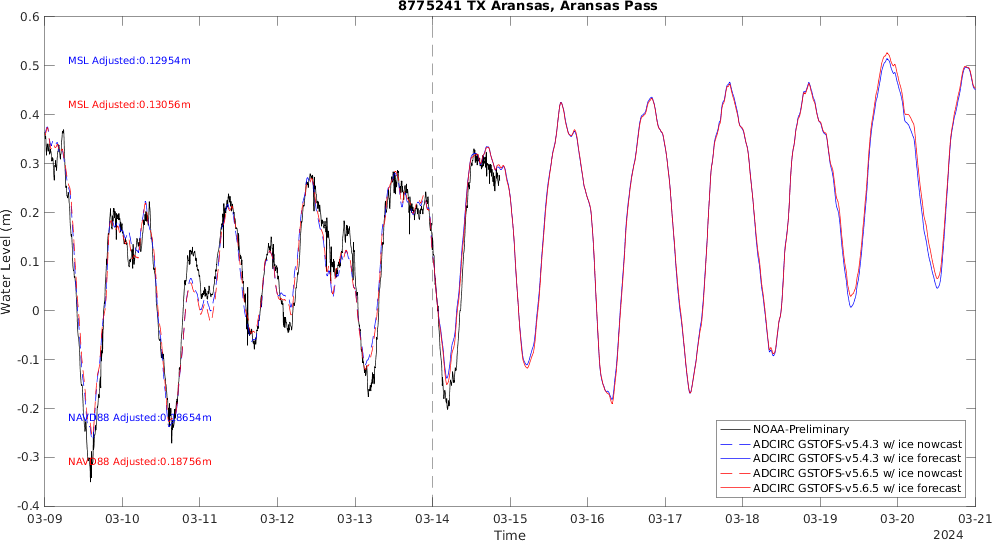 8775241 TX Aransas, Aransas Pass
0.6
0.5
0.4
0.3
0.2
0.1
0
-0.1
-0.2
-0.3
-0.4
Water Level (m)
MSL Adjusted:0.12954m
MSL Adjusted:0.13056m
NAVD88 Adjusted:0.18654m
NAVD88 Adjusted:0.18756m
NOAA-Preliminary
ADCIRC GSTOFS-v5.4.3 w/ ice nowcast
ADCIRC GSTOFS-v5.4.3 w/ ice forecast
ADCIRC GSTOFS-v5.6.5 w/ ice nowcast
ADCIRC GSTOFS-v5.6.5 w/ ice forecast
03-09 03-10 03-11 03-12 03-13 03-14 03-15 03-16 03-17 03-18 03-19 03-20 03-21
Time
2024